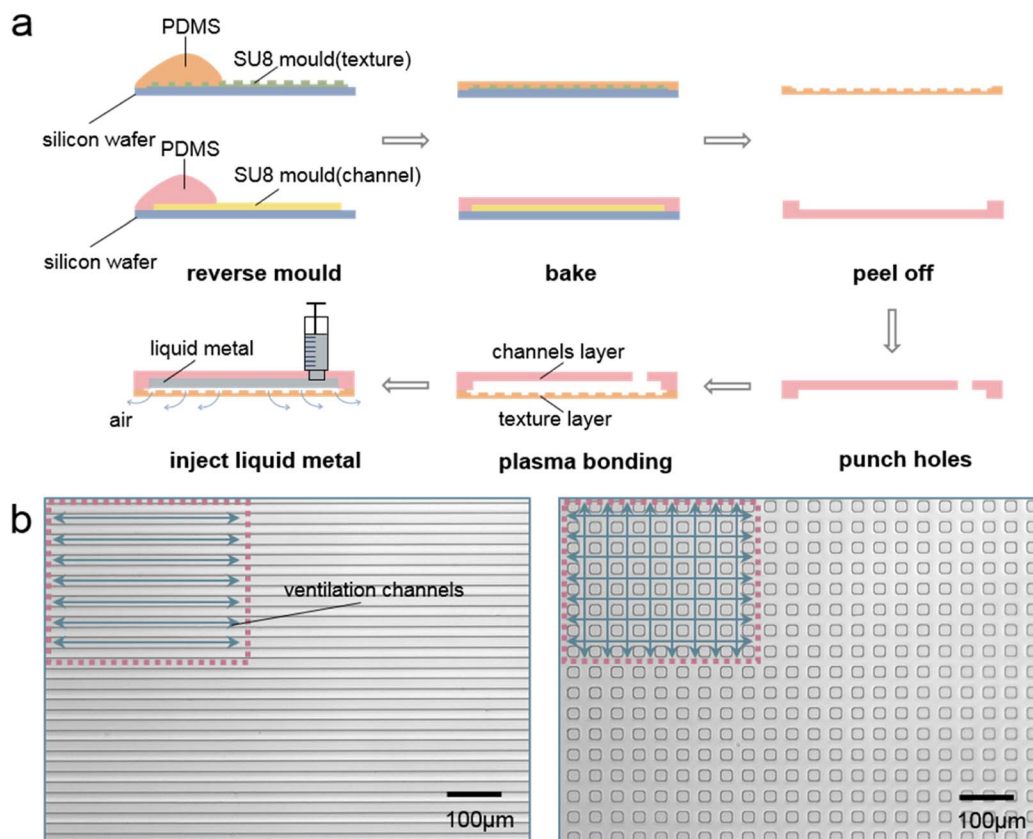 a
PDMS
SU8 mould(texture)
silicon wafer
PDMS
SU8 mould(channel)
silicon wafer
reverse mould
bake
peel off
liquid metal
air
channels layer
texture layer
inject liquid metal
plasma bonding
punch holes
b
ventilation channels
100μm
100μm